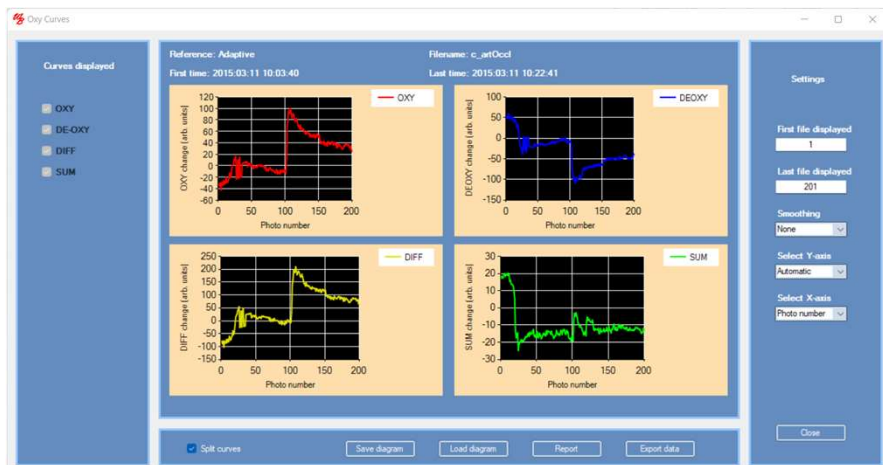 Oxy Curves
Curves displayed
OXY
DE-OXY
DIFF
SUM
Reference: Adaptive
Filename: c_artOccl
First time: 2015:03:11 10:03:40
Last time: 2015:03:11 10:22:41
OXY
OXY change [arb. units]
120
100
80
60
40
20
0
-20
-40
-60
0 50 100 150 200
Photo number
DEOXY
DEOXY change [arb. units]
100
50
0
-50
-100
-150
0 50 100 150 200
Photo number
DIFF
DIFF change [arb. units]
250
200
150
100
50
0
-50
-100
-150
0 50 100 150 200
Photo number
SUM
SUM change [arb. units]
30
20
10
0
-10
-20
-30
0 50 100 150 200
Photo number
Settings
First file displayed
1
Last file displayed
201
Smoothing
None
Select Y-axis
Automatic
Select X-axis
Photo number
Close
Split curves
Save diagram
Load diagram
Report
Export data